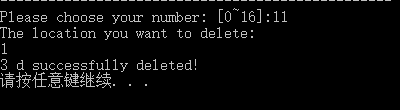 Please choose your number: [0~16]:11
The location you want to delete:
1
3 d successfully deleted!
请按任意键继续. . .